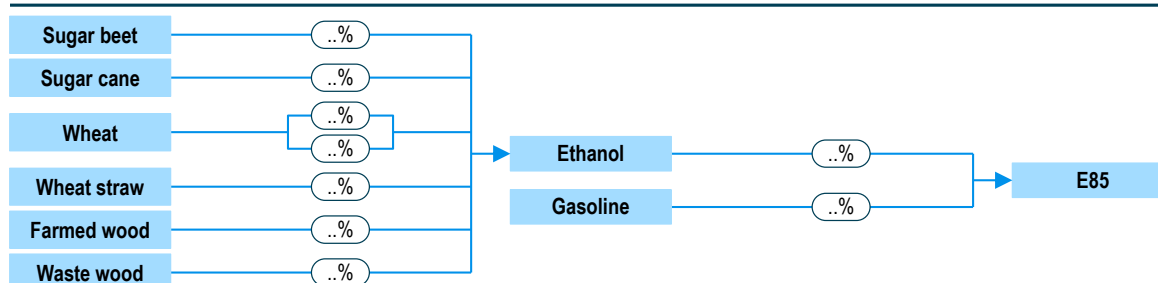 Sugar beet
..%
Sugar cane
..%
Wheat
..%
..%
Ethanol
..%
E85
Wheat straw
..%
Gasoline
..%
Farmed wood
..%
Waste wood
..%